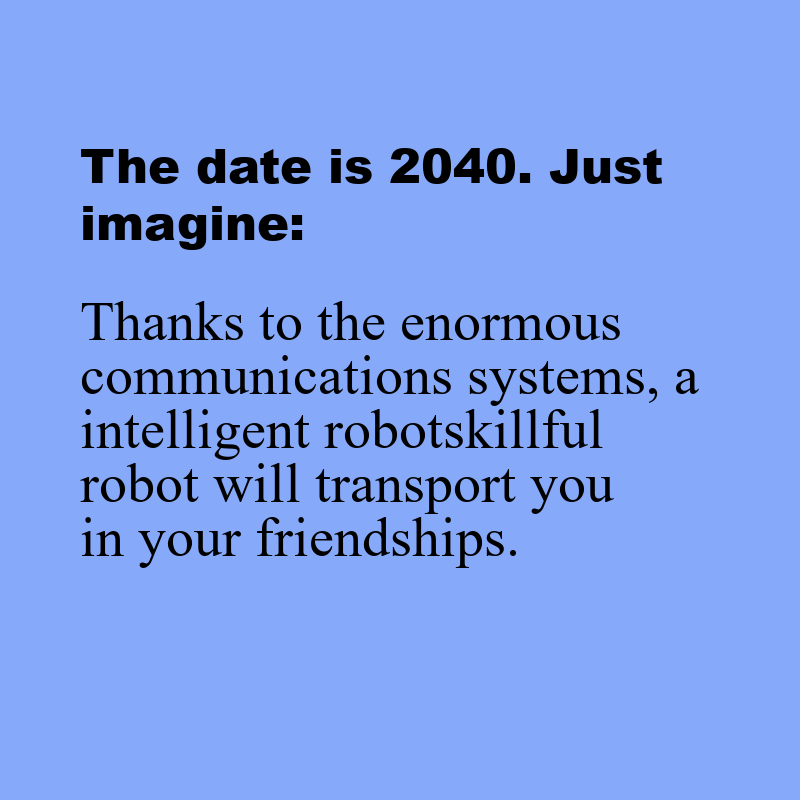 The date is 2040. Just
imagine:
Thanks to the enormous
communications systems, a
intelligent robotskillful
robot will transport you
in your friendships.